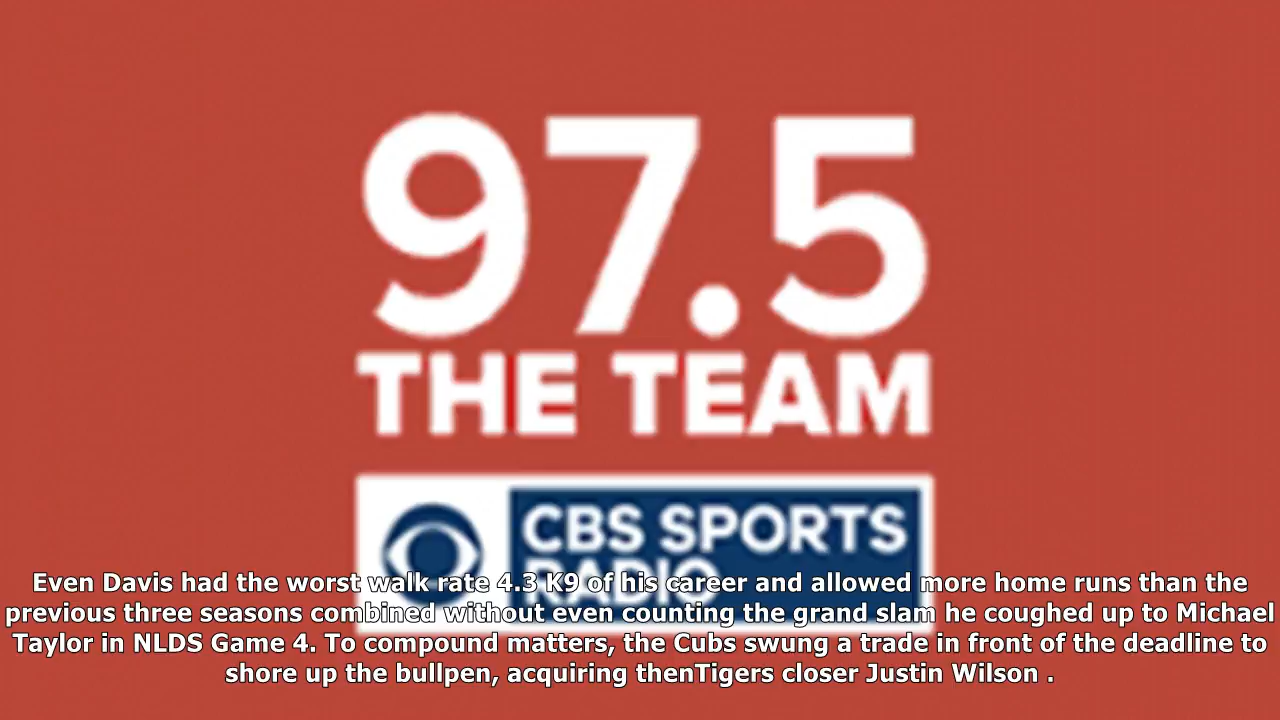 97.5
THE TEAM
CBS SPORTS
RADIO
Even Davis had the worst walk rate 4.3 K9 of his career and allowed more home runs than the
previous three seasons combined without even counting the grand slam he coughed up to Michael
Taylor in NLDS Game 4. To compound matters, the Cubs swung a trade in front of the deadline to
shore up the bullpen, acquiring thenTigers closer Justin Wilson .